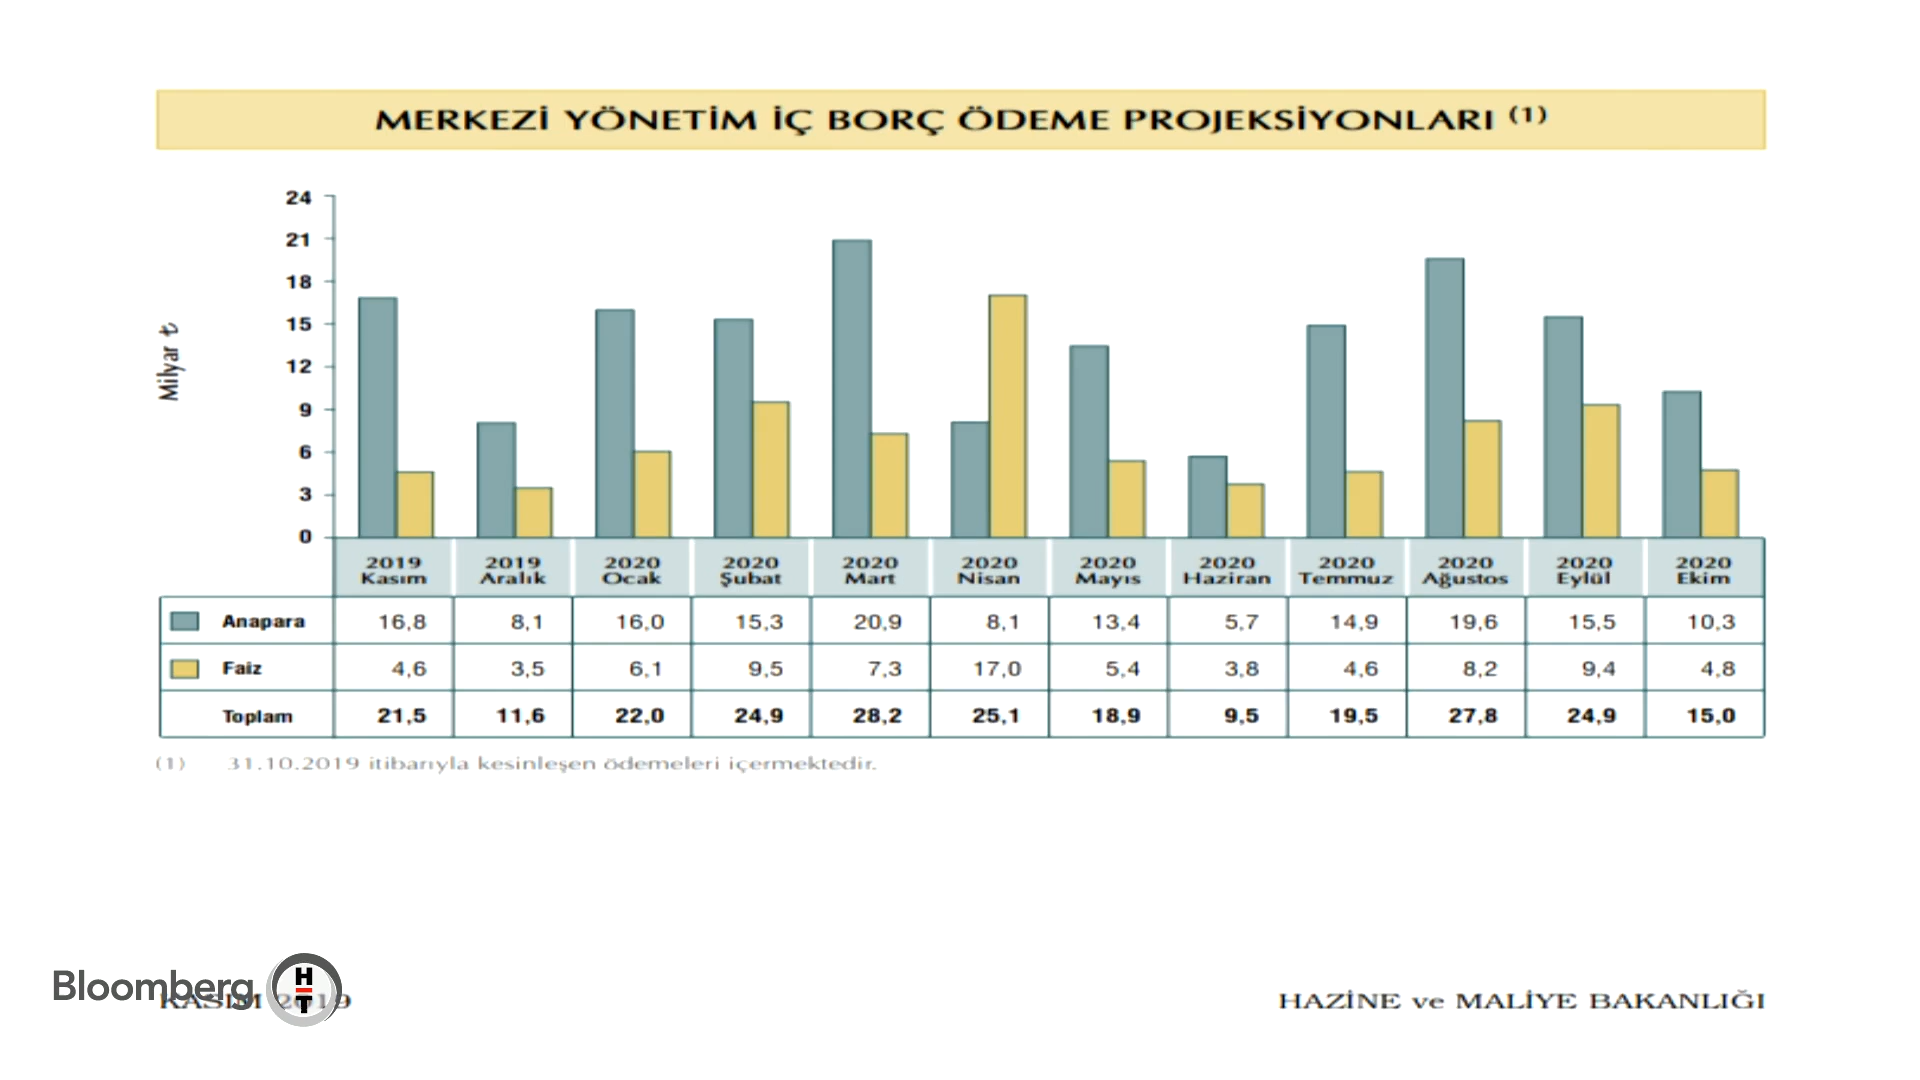 MERKEZİ YÖNETİM İÇ BORÇ ÖDEME PROJEKSİYONLARI (1)
Milyar ₺
24
21
18
15
12
9
6
3
0
2019 Kasım 2019 Aralık 2020 Ocak 2020 Şubat 2020 Mart 2020 Nisan 2020 Mayıs 2020 Haziran 2020 Temmuz 2020 Ağustos 2020 Eylül 2020 Ekim
Anapara 16,8 8,1 16,0 15,3 20,9 8,1 13,4 5,7 14,9 19,6 15,5 10,3
Faiz 4,6 3,5 6,1 9,5 7,3 17,0 5,4 3,8 4,6 8,2 9,4 4,8
Toplam 21,5 11,6 22,0 24,9 28,2 25,1 18,9 9,5 19,5 27,8 24,9 15,0
(1) 31.10.2019 itibarıyla kesinleşen ödemeleri içermektedir.
Bloomberg HT
KASIM 2019
HAZİNE ve MALİYE BAKANLIĞI